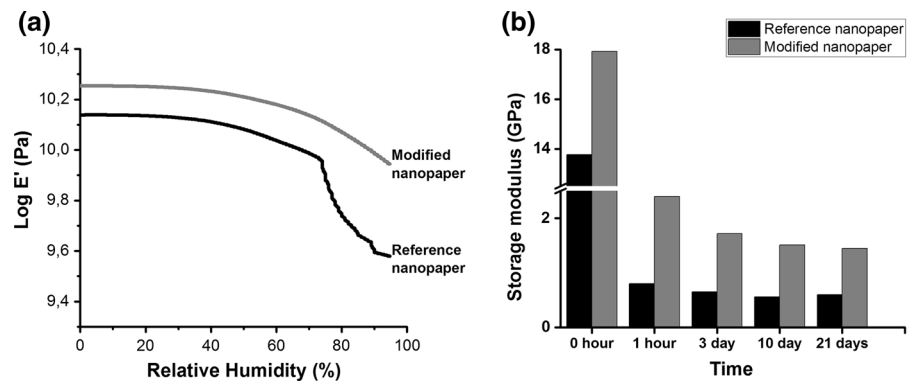 (a)
10,4
10,2
10,0
9,8
9,6
9,4
Log E' (Pa)
0
20
40
60
80
100
Relative Humidity (%)
Modified
nanopaper
Reference
nanopaper
(b)
Reference nanopaper
Modified nanopaper
18
16
14
2
0
Storage modulus (GPa)
0 hour
1 hour
3 day
10 day
21 days
Time